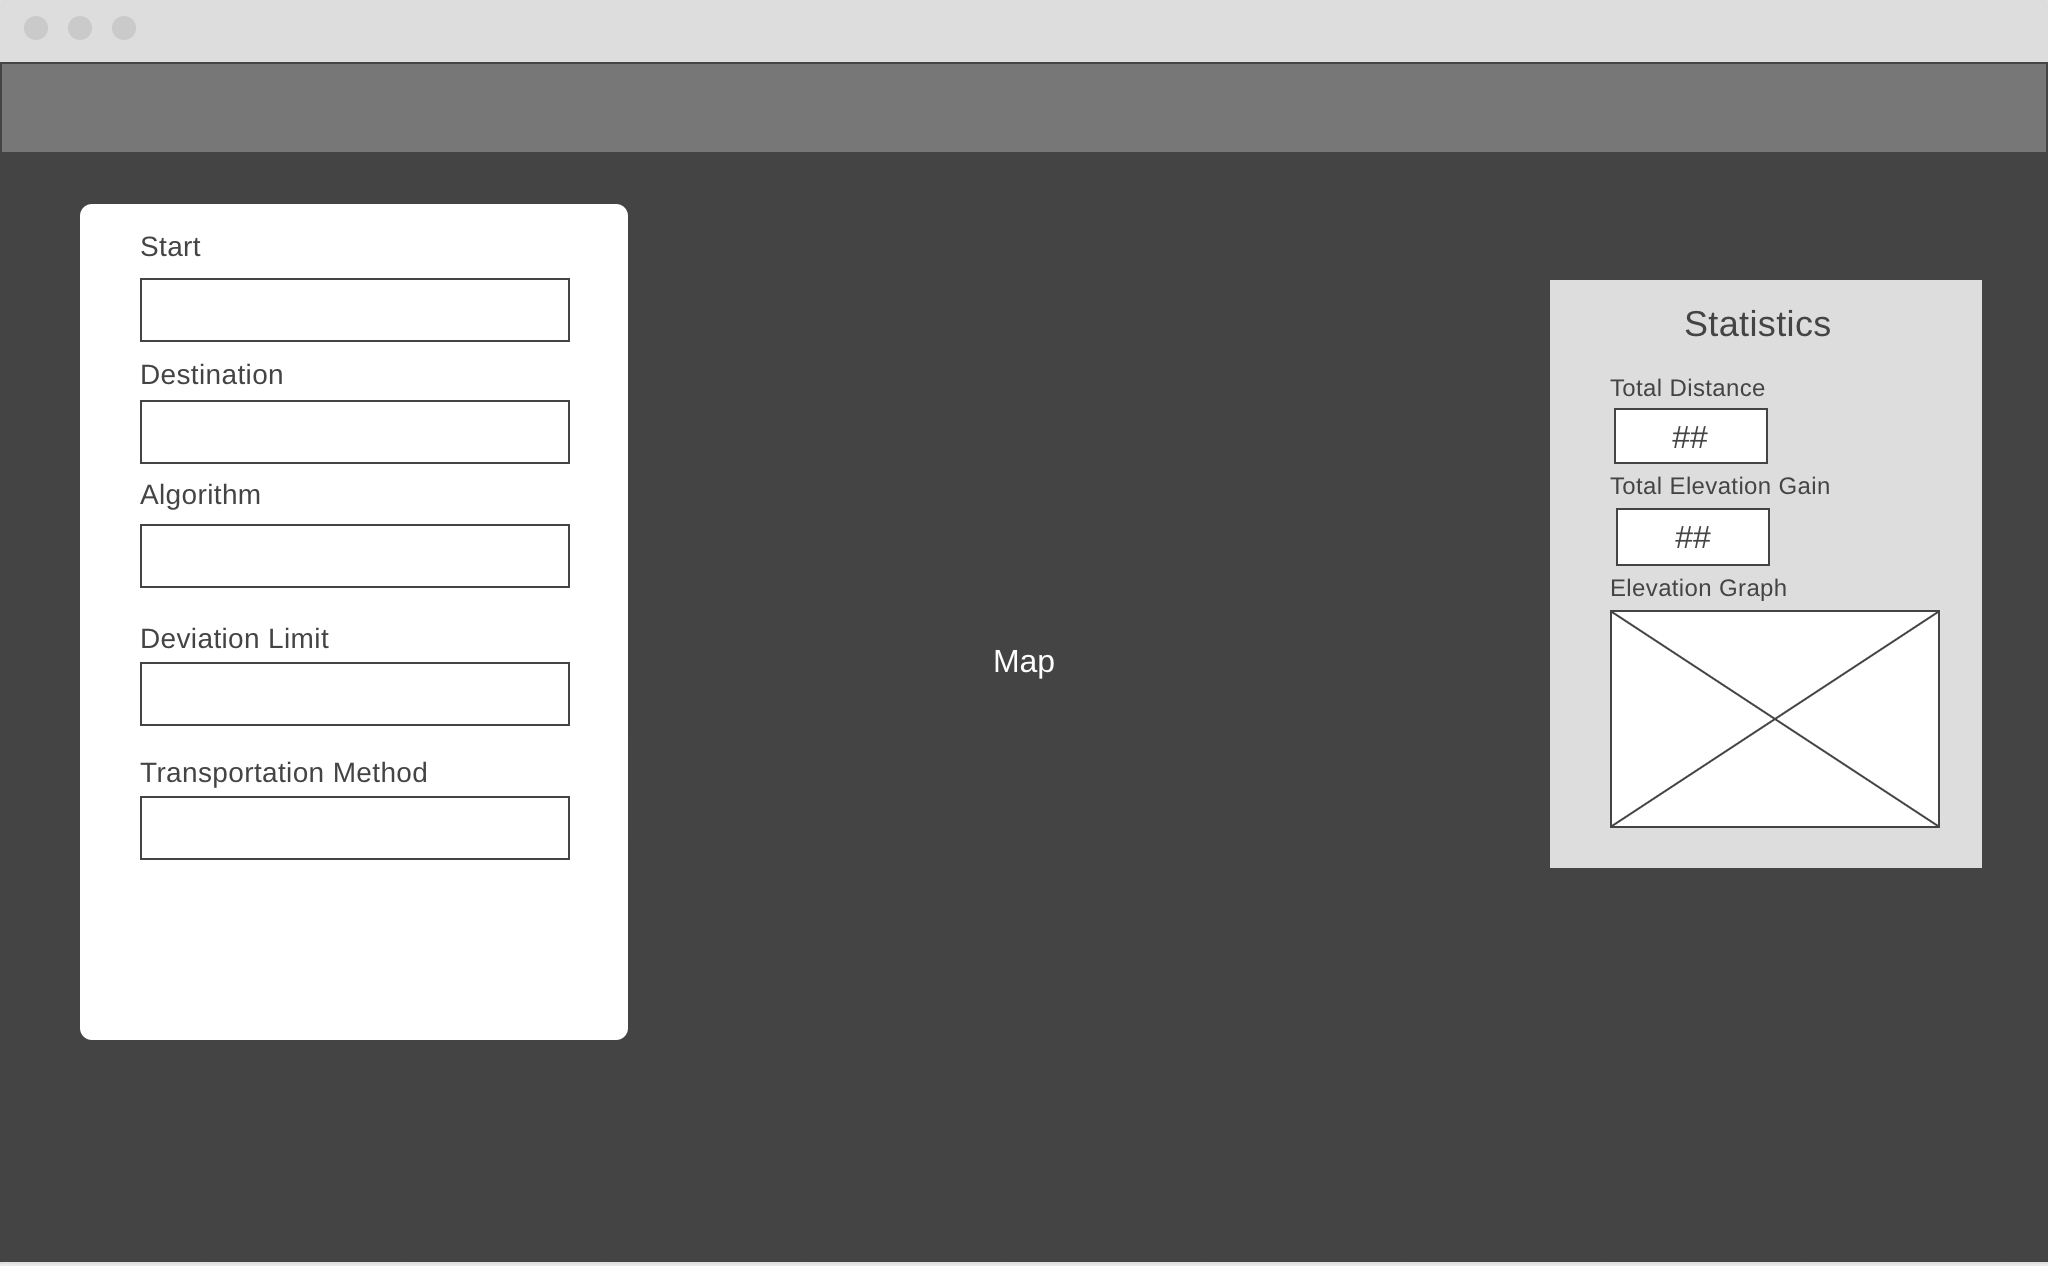 Start
Destination
Algorithm
Deviation Limit
Transportation Method
Map
Statistics
Total Distance
##
Total Elevation Gain
##
Elevation Graph